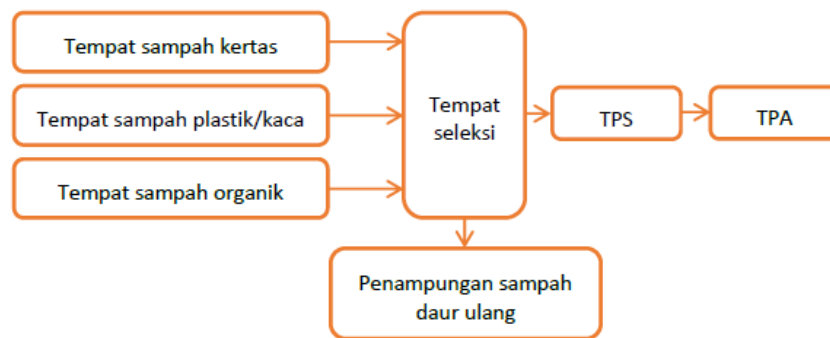 Tempat sampah kertas
Tempat sampah plastik/kaca
Tempat sampah organik
Tempat
seleksi
TPS
TPA
Penampungan sampah
daur ulang